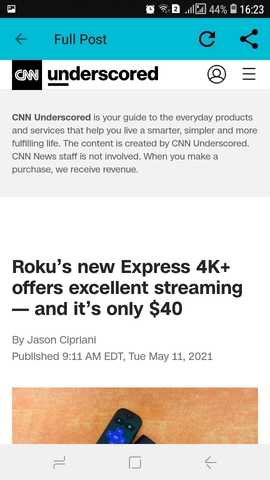 2 44% 16:23
Full Post
CNN underscored
CNN Underscored is your guide to the everyday products
and services that help you live a smarter, simpler and more
fulfilling life. The content is created by CNN Underscored.
CNN News staff is not involved. When you make a
purchase, we receive revenue.
Roku’s new Express 4K+
offers excellent streaming
— and it’s only $40
By Jason Cipriani
Published 9:11 AM EDT, Tue May 11, 2021